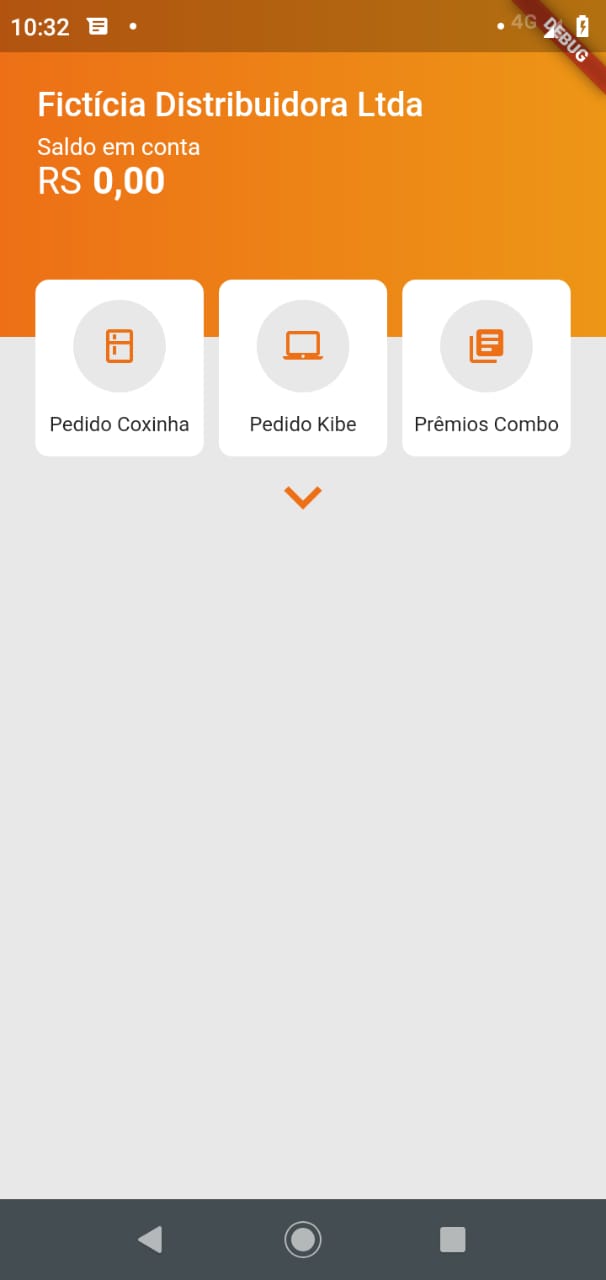 10:32
4G
DEBUG
Fictícia Distribuidora Ltda
Saldo em conta
RS 0,00
Pedido Coxinha
Pedido Kibe
Prêmios Combo